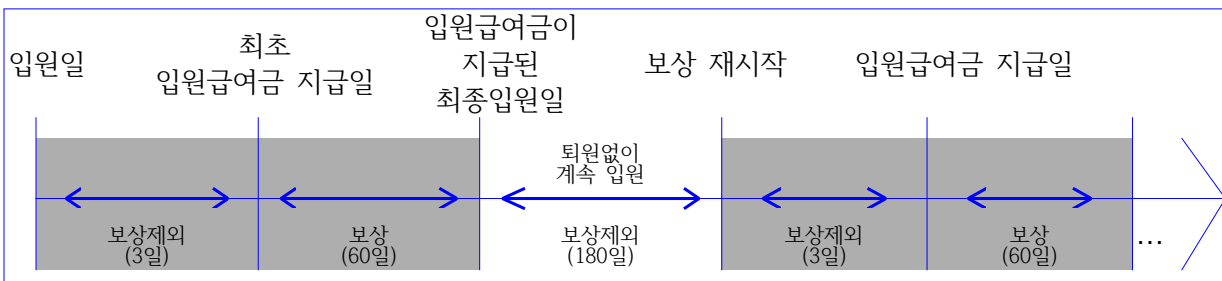 입원일
최초
입원급여금 지급일
입원급여금이
지급된
최종입원일
보상 재시작
입원급여금 지급일
퇴원없이
계속 입원
보상제외
(3일)
보상
(60일)
보상제외
(180일)
보상제외
(3일)
보상
(60일)
...